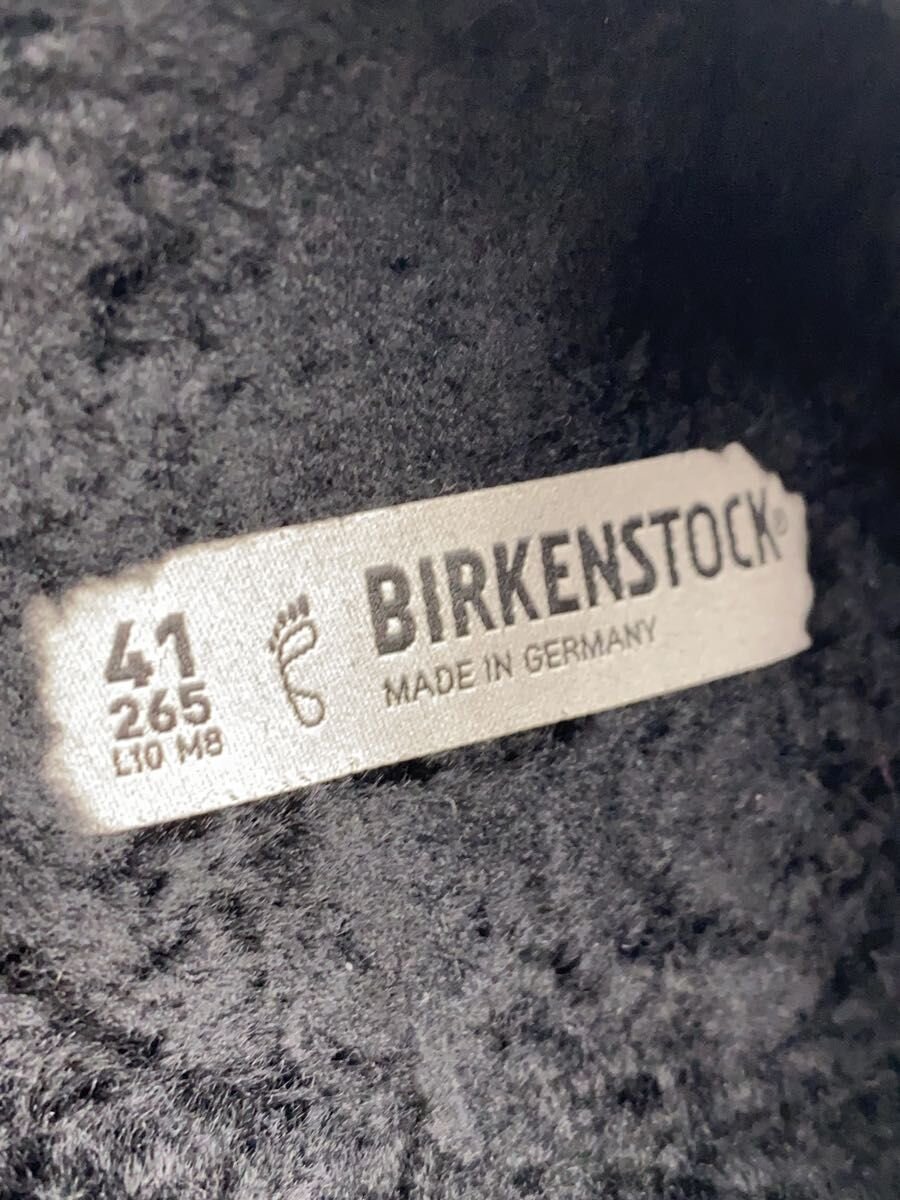 41
265
L10 M8
BIRKENSTOCK®
MADE IN GERMANY